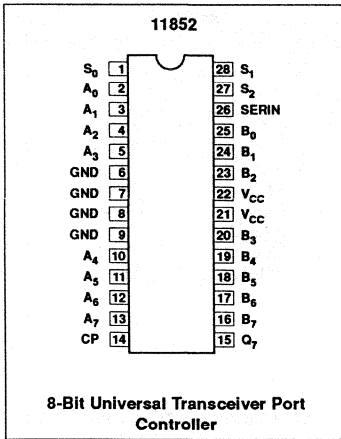 11852
S0 1 28 S1
A0 2 27 S2
A1 3 26 SERIN
A2 4 25 B0
A3 5 24 B1
GND 6 23 B2
GND 7 22 VCC
GND 8 21 VCC
GND 9 20 B3
A4 10 19 B4
A5 11 18 B5
A6 12 17 B6
A7 13 16 B7
CP 14 15 Q7
8-Bit Universal Transceiver Port
Controller